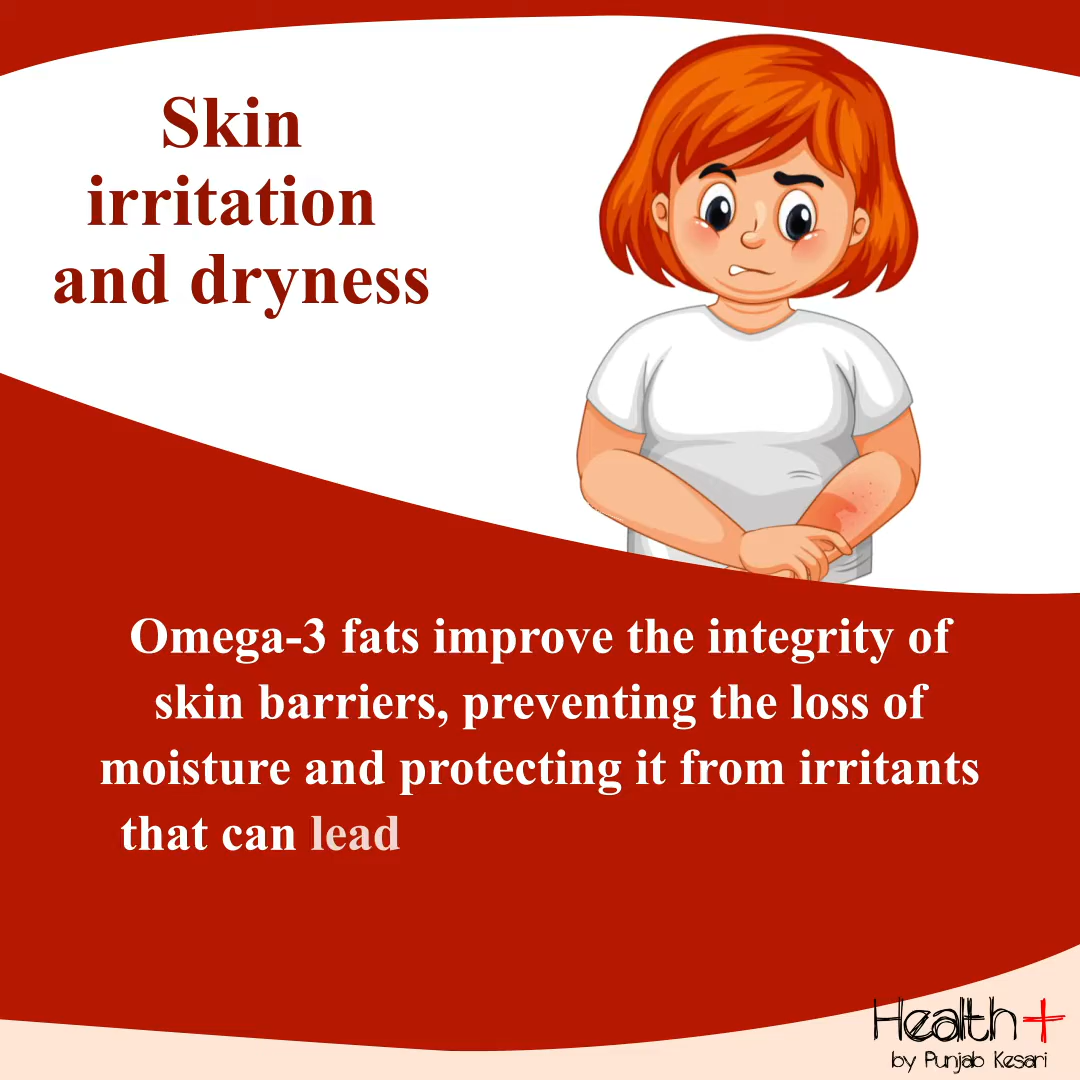 Skin
irritation
and dryness
Omega-3 fats improve the integrity of
skin barriers, preventing the loss of
moisture and protecting it from irritants
that can lead
Health+
by Punjab Kesari